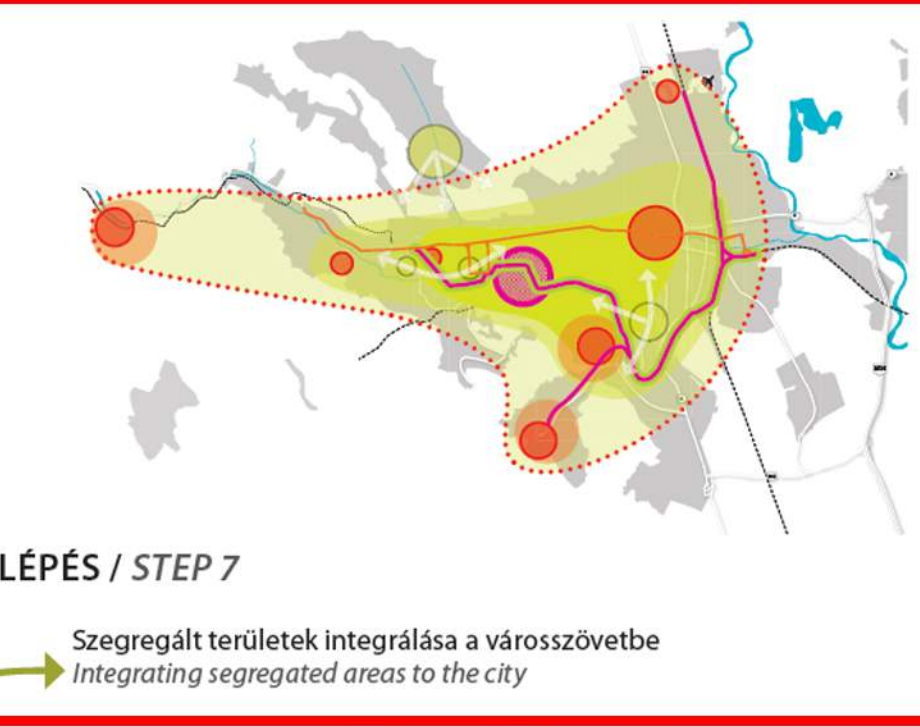 LÉPÉS / STEP 7
Szegregált területek integrálása a városszövetbe
Integrating segregated areas to the city